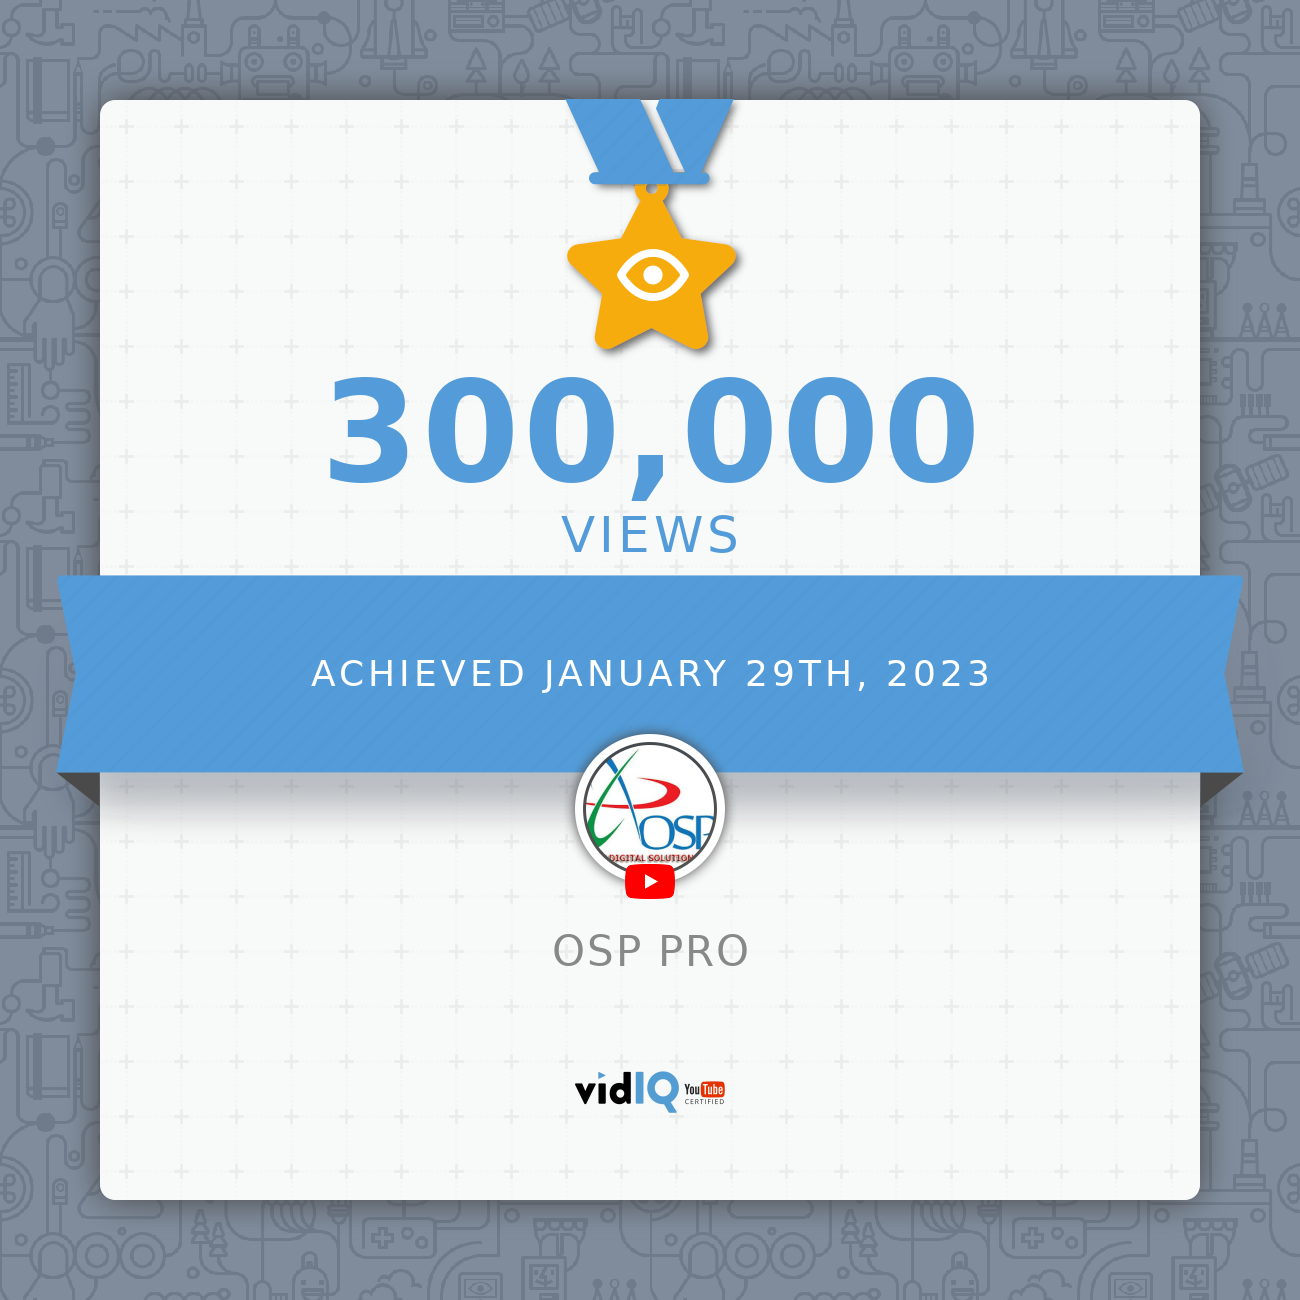 300,000
VIEWS
ACHIEVED JANUARY 29TH, 2023
OSP
DIGITAL SOLUTION
OSP PRO
vidIQ YouTube
CERTIFIED